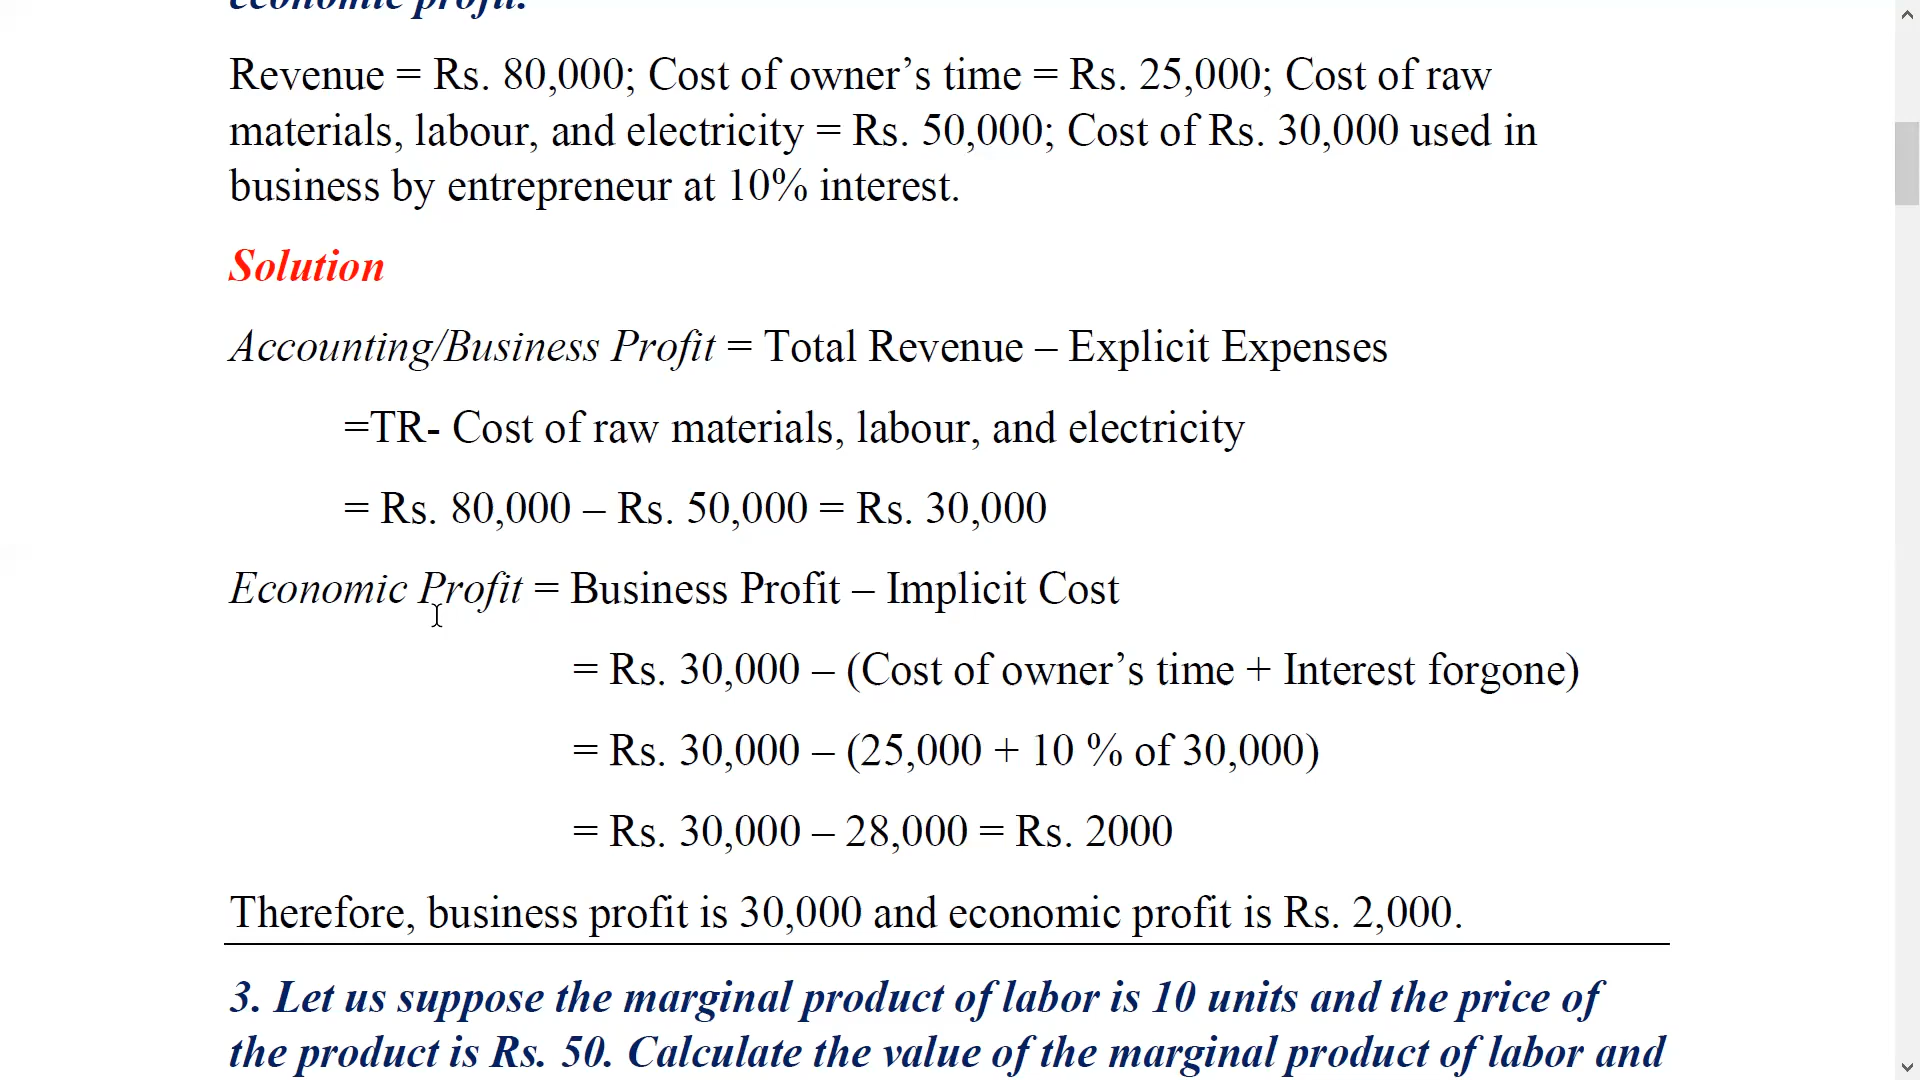 economic profit.
Revenue = Rs. 80,000; Cost of owner’s time = Rs. 25,000; Cost of raw
materials, labour, and electricity = Rs. 50,000; Cost of Rs. 30,000 used in
business by entrepreneur at 10% interest.
Solution
Accounting/Business Profit = Total Revenue – Explicit Expenses
=TR- Cost of raw materials, labour, and electricity
= Rs. 80,000 – Rs. 50,000 = Rs. 30,000
Economic Profit = Business Profit – Implicit Cost
= Rs. 30,000 – (Cost of owner’s time + Interest forgone)
= Rs. 30,000 – (25,000 + 10 % of 30,000)
= Rs. 30,000 – 28,000 = Rs. 2000
Therefore, business profit is 30,000 and economic profit is Rs. 2,000.
3. Let us suppose the marginal product of labor is 10 units and the price of
the product is Rs. 50. Calculate the value of the marginal product of labor and